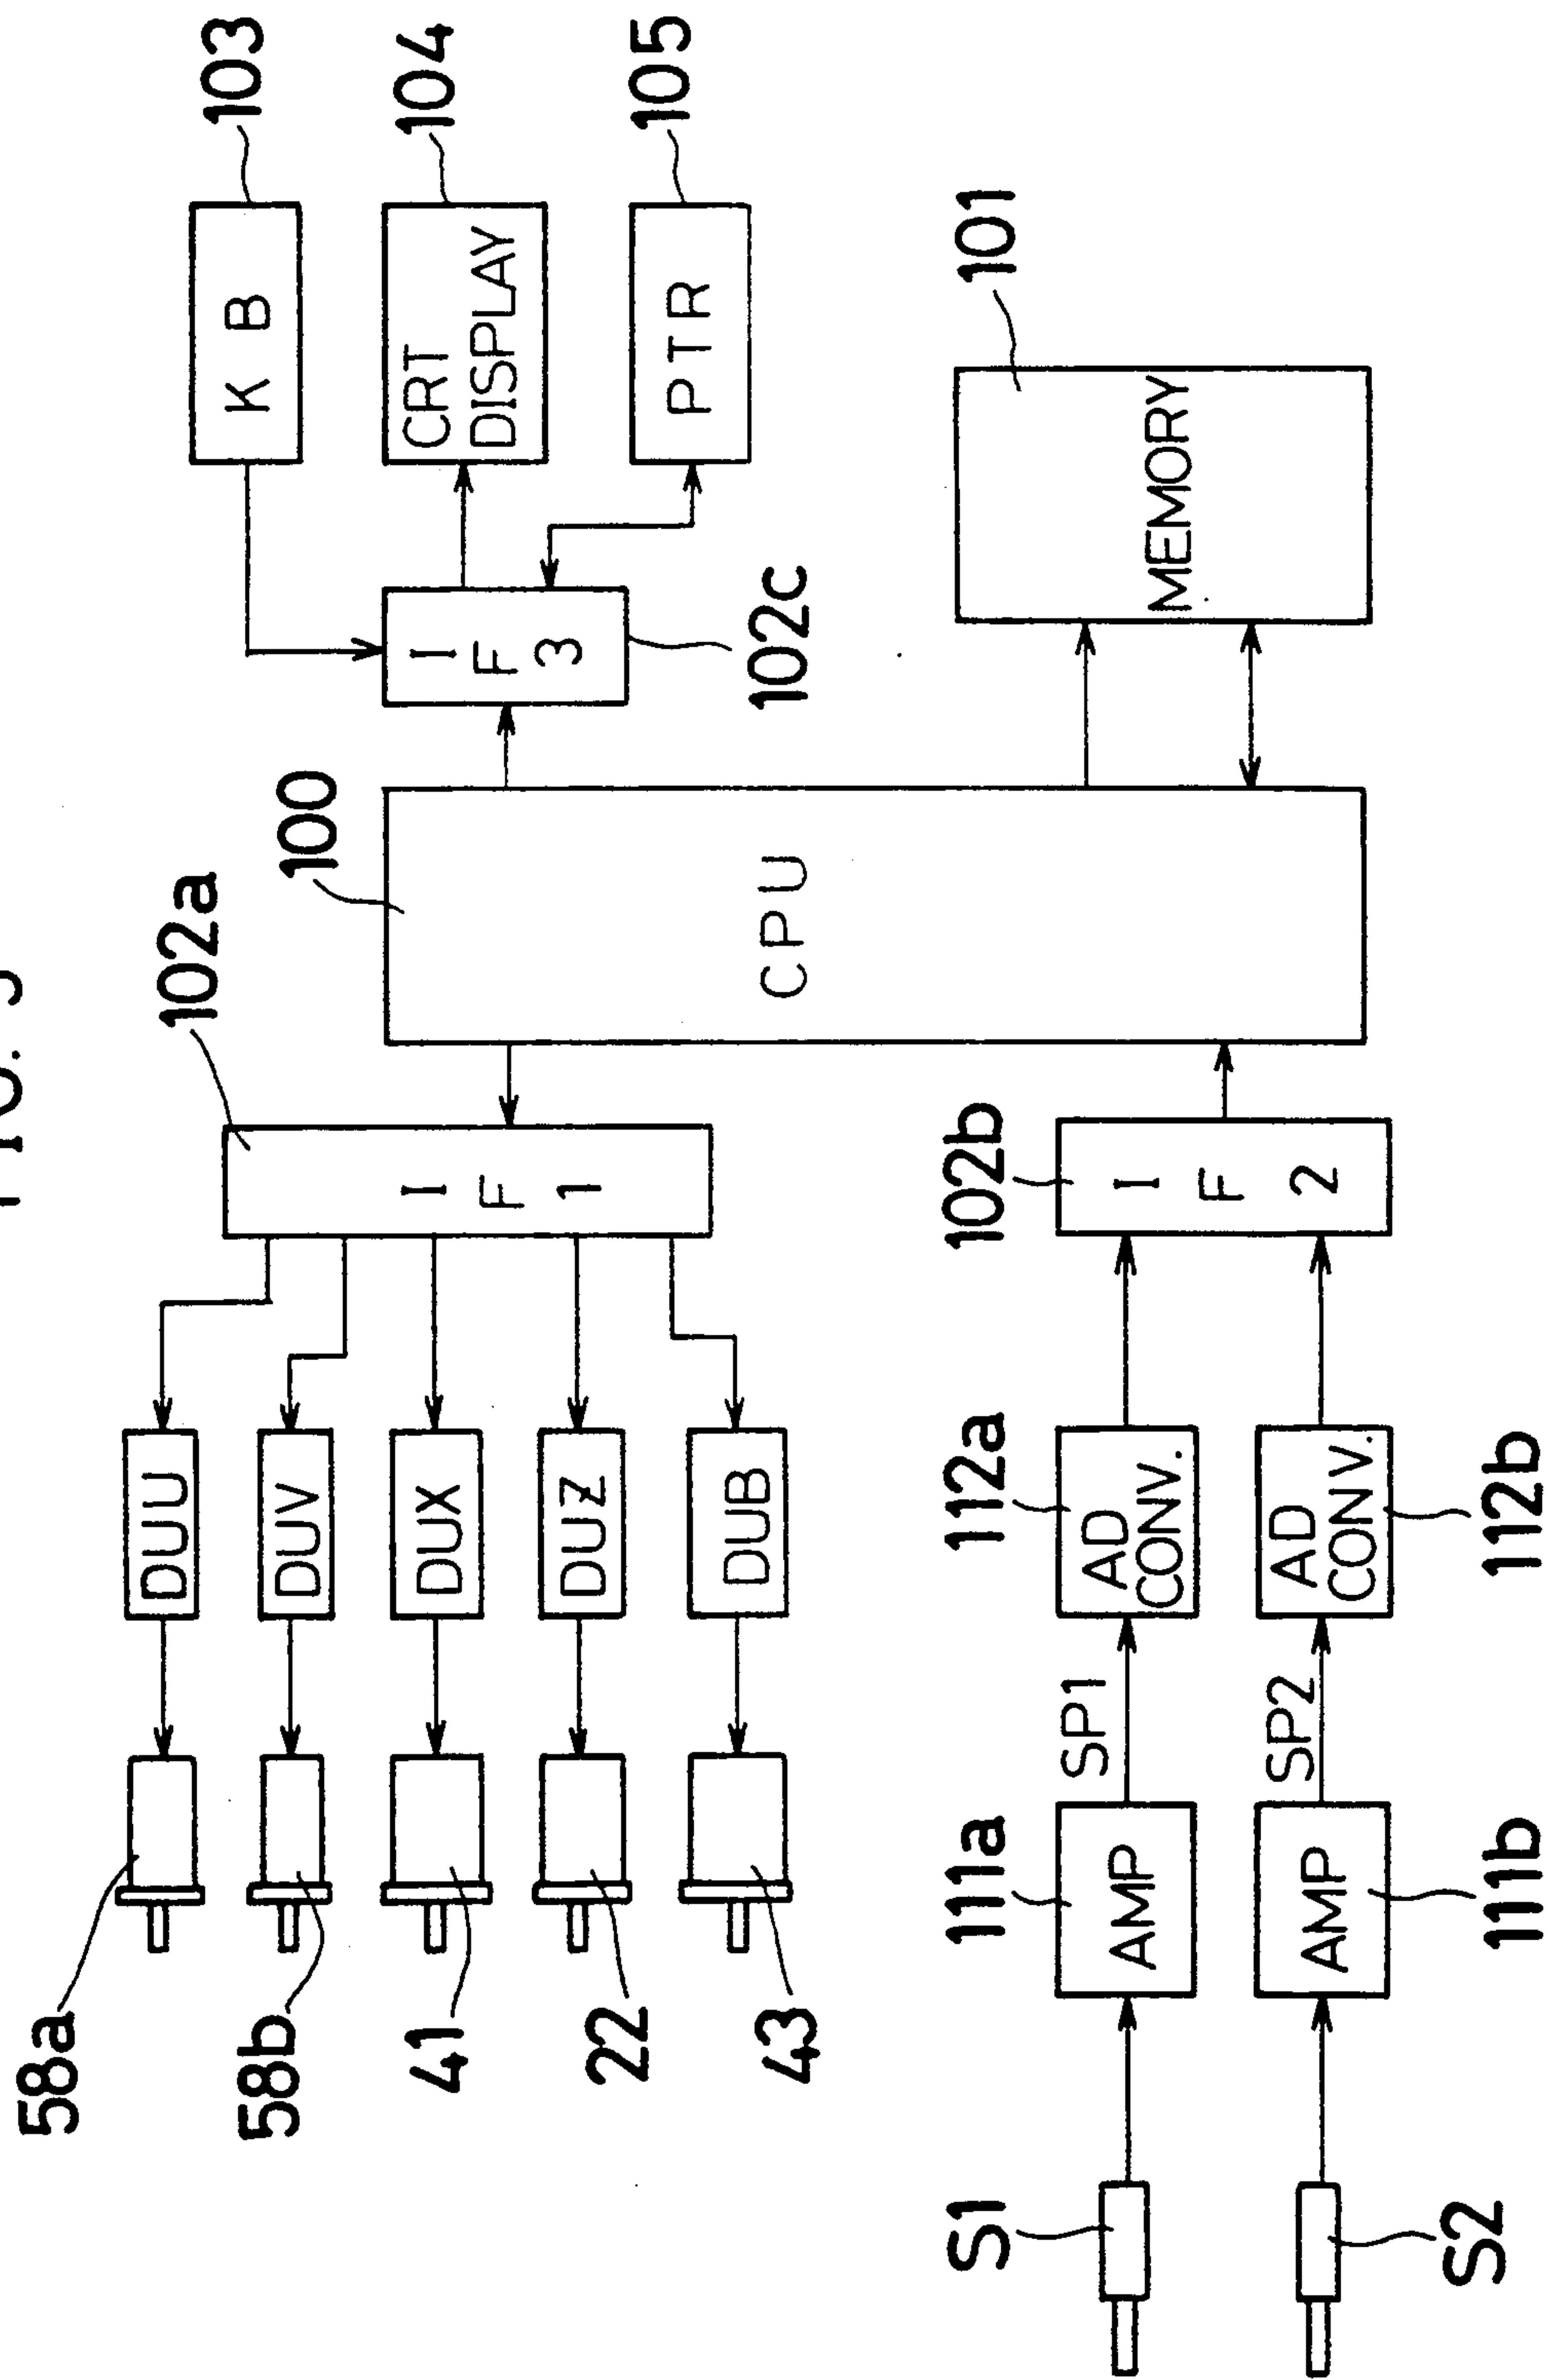 58a
58b
41
22
43
DUU
DUV
DUX
DUZ
DUB
102a
I
F
1
100
CPU
103
K B
104
CRT
DISPLAY
105
PTR
102c
I
F
3
101
MEMORY
S1
S2
111a
AMP
111b
AMP
SP1
SP2
112a
AD
CONV.
112b
AD
CONV.
102b
I
F
2